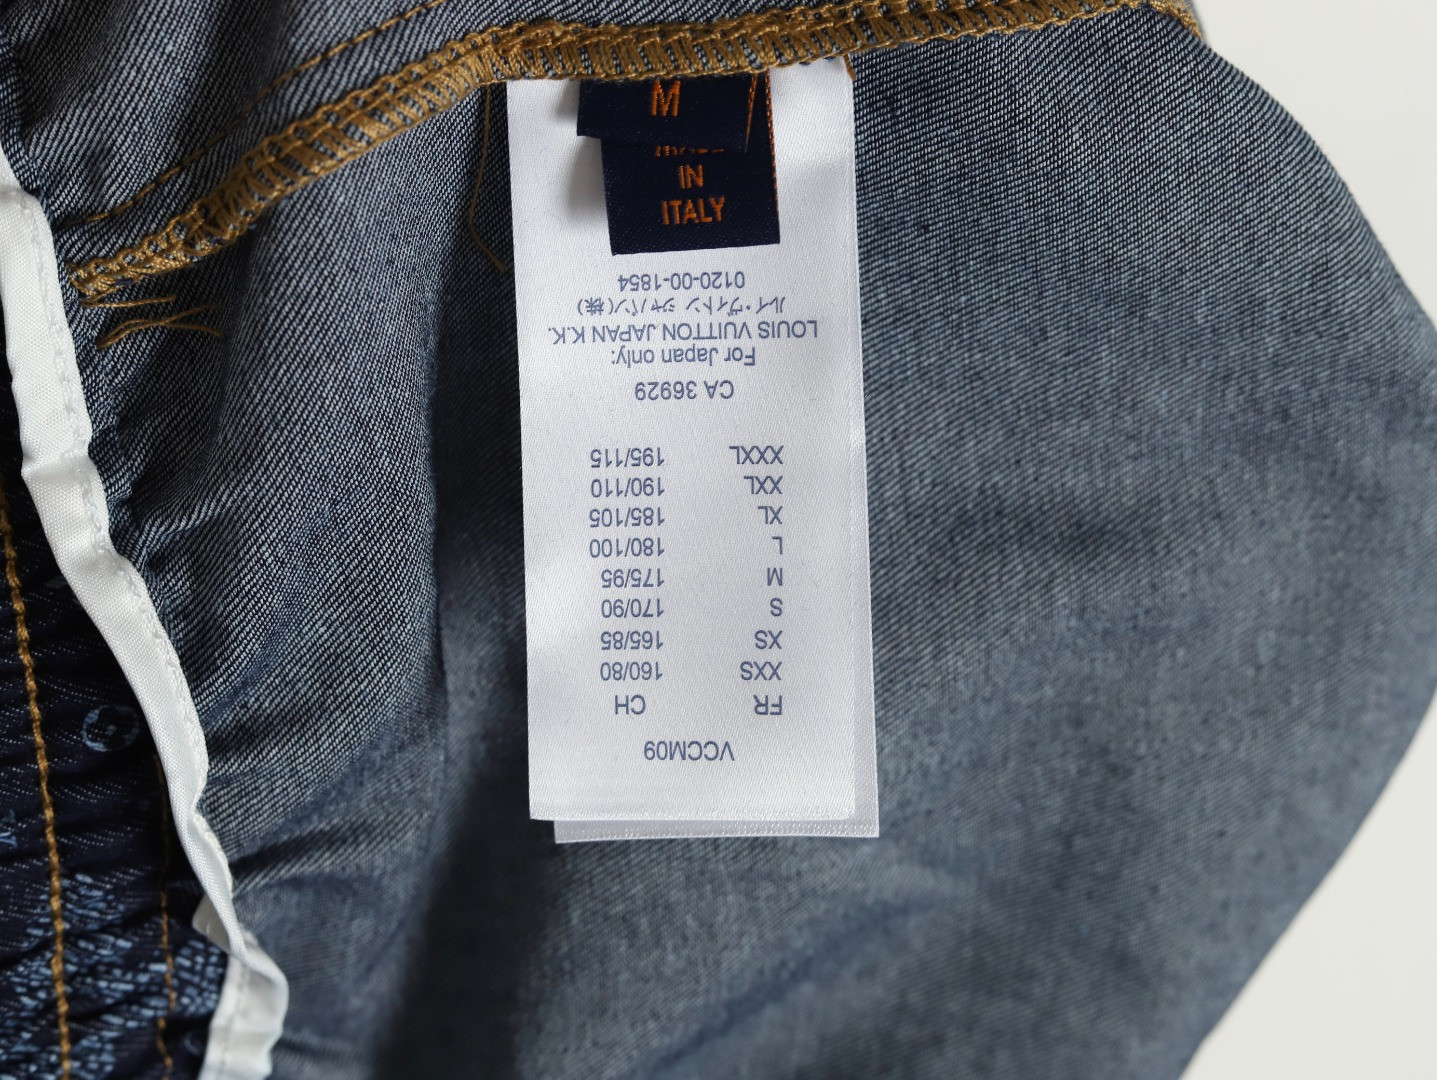 M
MADE
IN
ITALY
VCCM09
FR CH
XXS 160/80
XS 165/85
S 170/90
M 175/95
L 180/100
XL 185/105
XXL 190/110
XXXL 195/115
CA 36929
For Japan only:
LOUIS VUITTON JAPAN K.K.
ルイ・ヴィトン ジャパン(株)
0120-00-1854